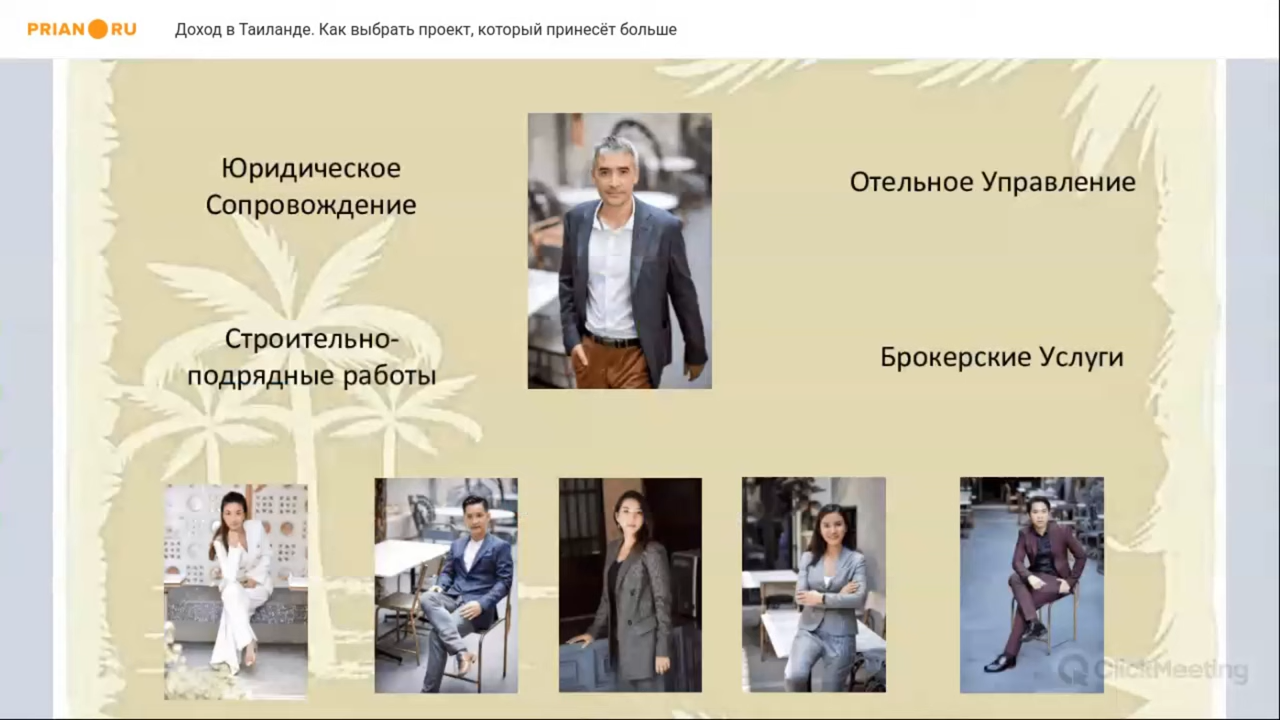 PRIAN RU
Доход в Таиланде. Как выбрать проект, который принесёт больше
Юридическое
Сопровождение
Отельное Управление
Строительно-
подрядные работы
Брокерские Услуги
ClickMeeting